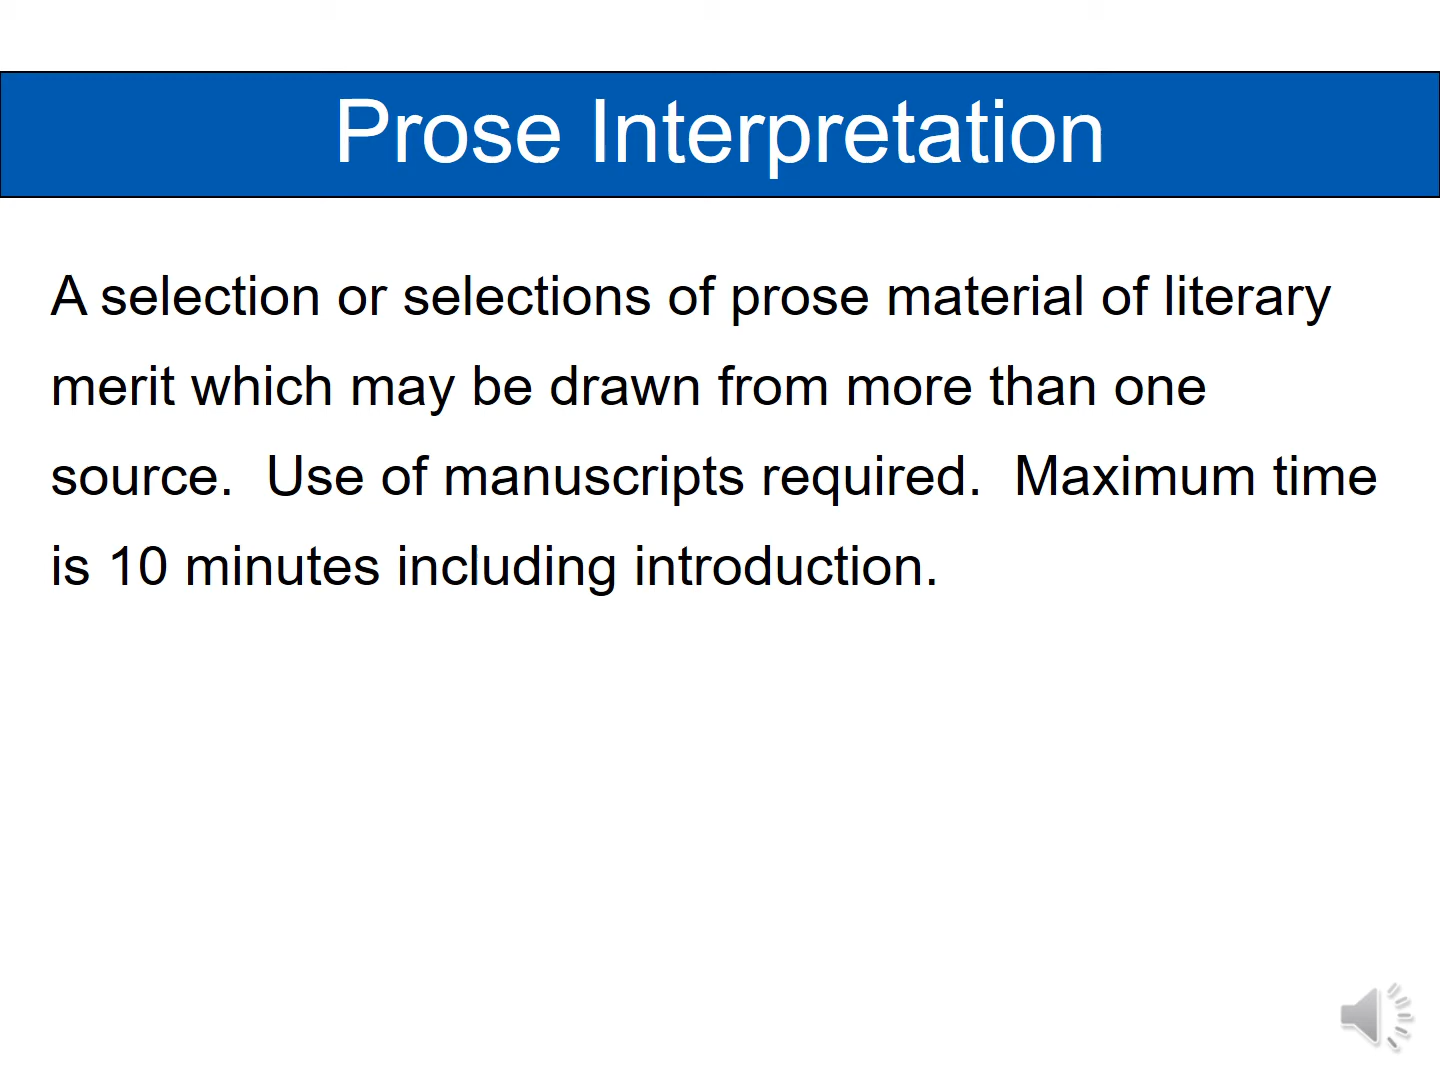 Prose Interpretation
A selection or selections of prose material of literary
merit which may be drawn from more than one
source.  Use of manuscripts required.  Maximum time
is 10 minutes including introduction.